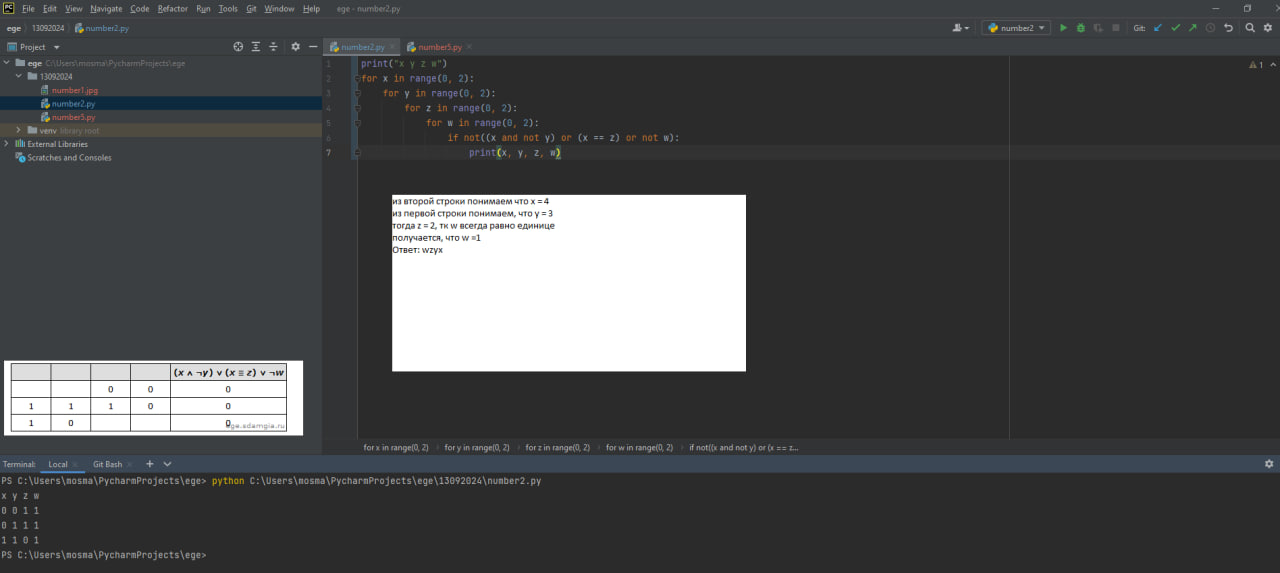 File Edit View Navigate Code Refactor Run Tools Git Window Help ege - number2.py
ege 13092024 number2.py number2 Git:
Project
number2.py number5.py
ege C:\Users\mosma\PycharmProjects\ege
13092024
number1.jpg
number2.py
number5.py
venv library root
External Libraries
Scratches and Consoles
1 print("x y z w")
2 for x in range(0, 2):
3 for y in range(0, 2):
4 for z in range(0, 2):
5 for w in range(0, 2):
6 if not((x and not y) or (x == z) or not w):
7 print(x, y, z, w)
1
из второй строки понимаем что x = 4
из первой строки понимаем, что y = 3
тогда z = 2, тк w всегда равно единице
получается, что w =1
Ответ: wzyx
(x ∧ ¬y) ∨ (x ≡ z) ∨ ¬w
0 0 0
1 1 1 0 0
1 0 0
ege.sdamgia.ru
for x in range(0, 2) for y in range(0, 2) for z in range(0, 2) for w in range(0, 2) if not((x and not y) or (x == z...
Terminal: Local Git Bash
PS C:\Users\mosma\PycharmProjects\ege> python C:\Users\mosma\PycharmProjects\ege\13092024\number2.py
x y z w
0 0 1 1
0 1 1 1
1 1 0 1
PS C:\Users\mosma\PycharmProjects\ege>